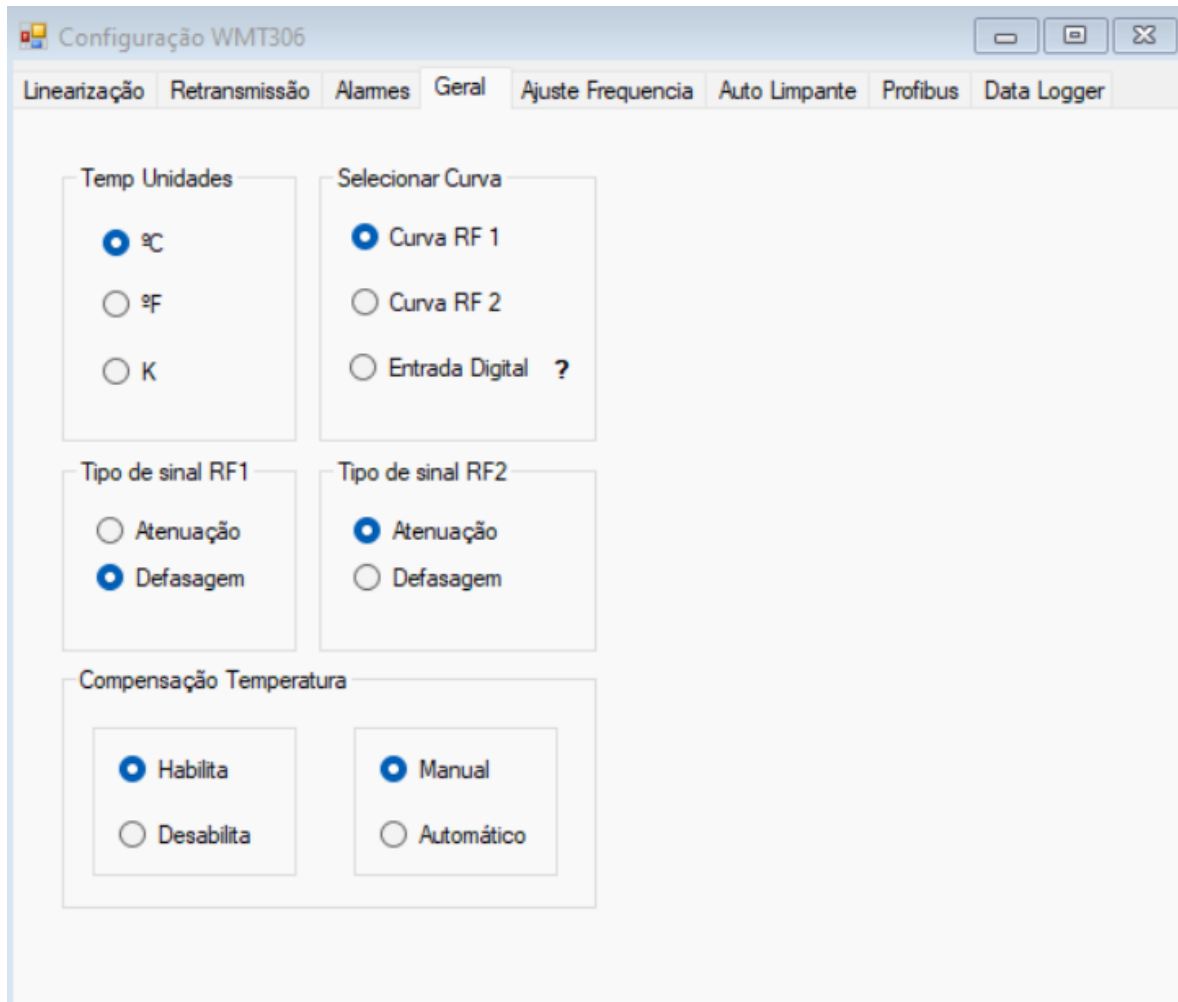 Configuração WMT306
Linearização Retransmissão Alarmes Geral Ajuste Frequencia Auto Limpante Profibus Data Logger
Temp Unidades
ºC
ºF
K
Selecionar Curva
Curva RF 1
Curva RF 2
Entrada Digital ?
Tipo de sinal RF1
Atenuação
Defasagem
Tipo de sinal RF2
Atenuação
Defasagem
Compensação Temperatura
Habilita
Desabilita
Manual
Automático